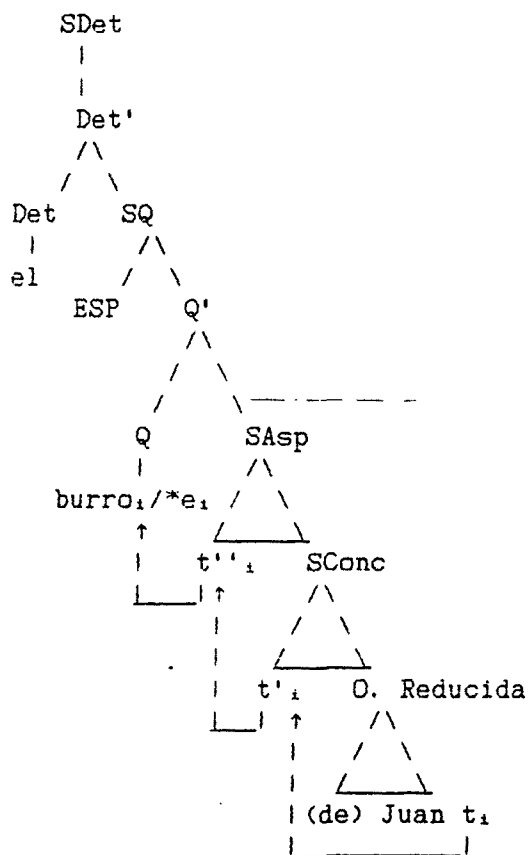 SDet
Det'
Det SQ
el
ESP Q'
Q SAsp
burroᵢ/*eᵢ
t''ᵢ SConc
t'ᵢ O. Reducida
(de) Juan tᵢ